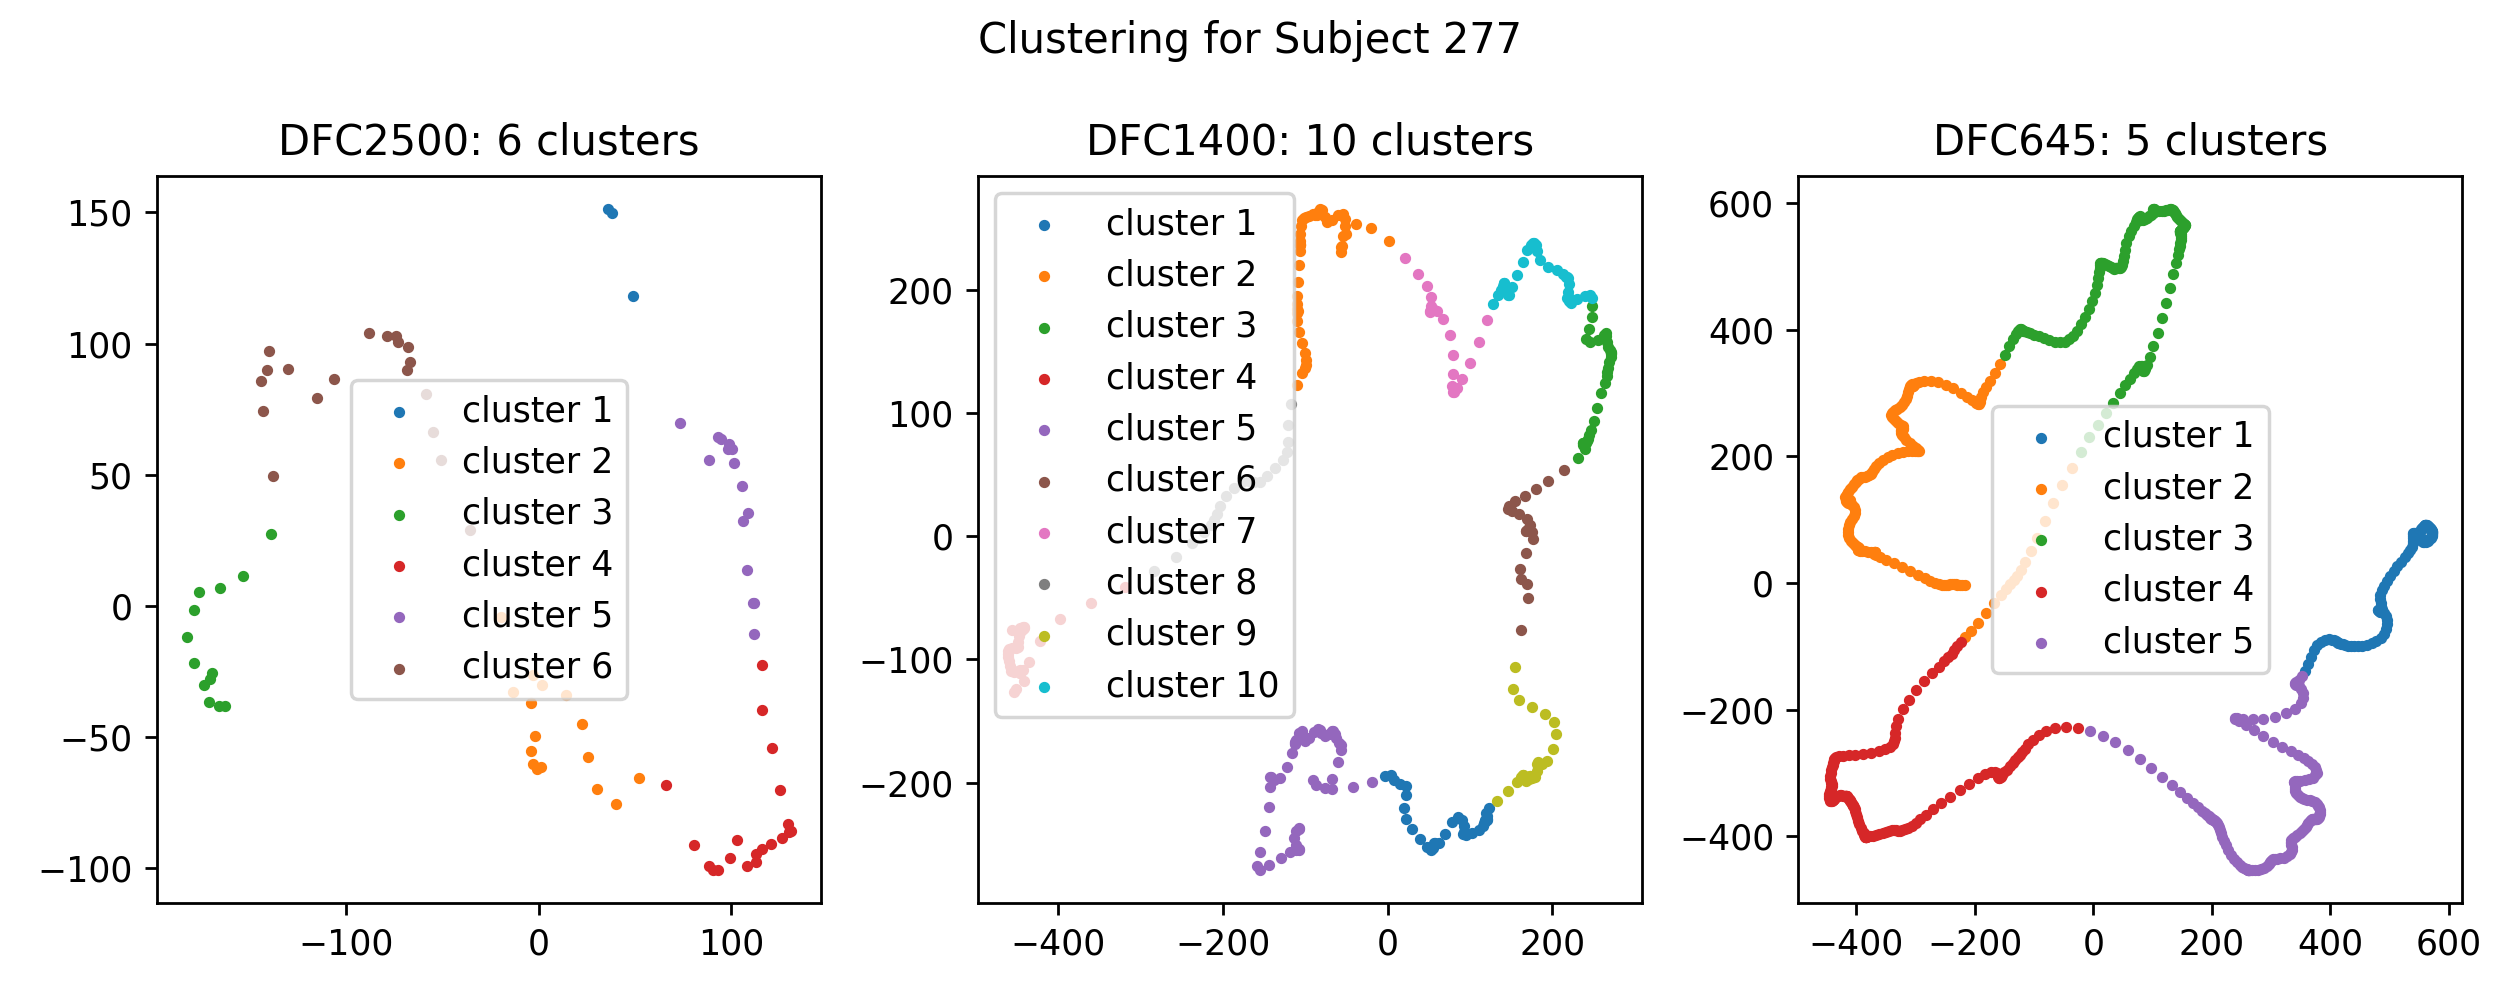 Clustering for Subject 277
DFC2500: 6 clusters
150
100
50
0
−50
−100
−100
0
100
cluster 1
cluster 2
cluster 3
cluster 4
cluster 5
cluster 6
DFC1400: 10 clusters
200
100
0
−100
−200
−400
−200
0
200
cluster 1
cluster 2
cluster 3
cluster 4
cluster 5
cluster 6
cluster 7
cluster 8
cluster 9
cluster 10
DFC645: 5 clusters
600
400
200
0
−200
−400
−400
−200
0
200
400
600
cluster 1
cluster 2
cluster 3
cluster 4
cluster 5